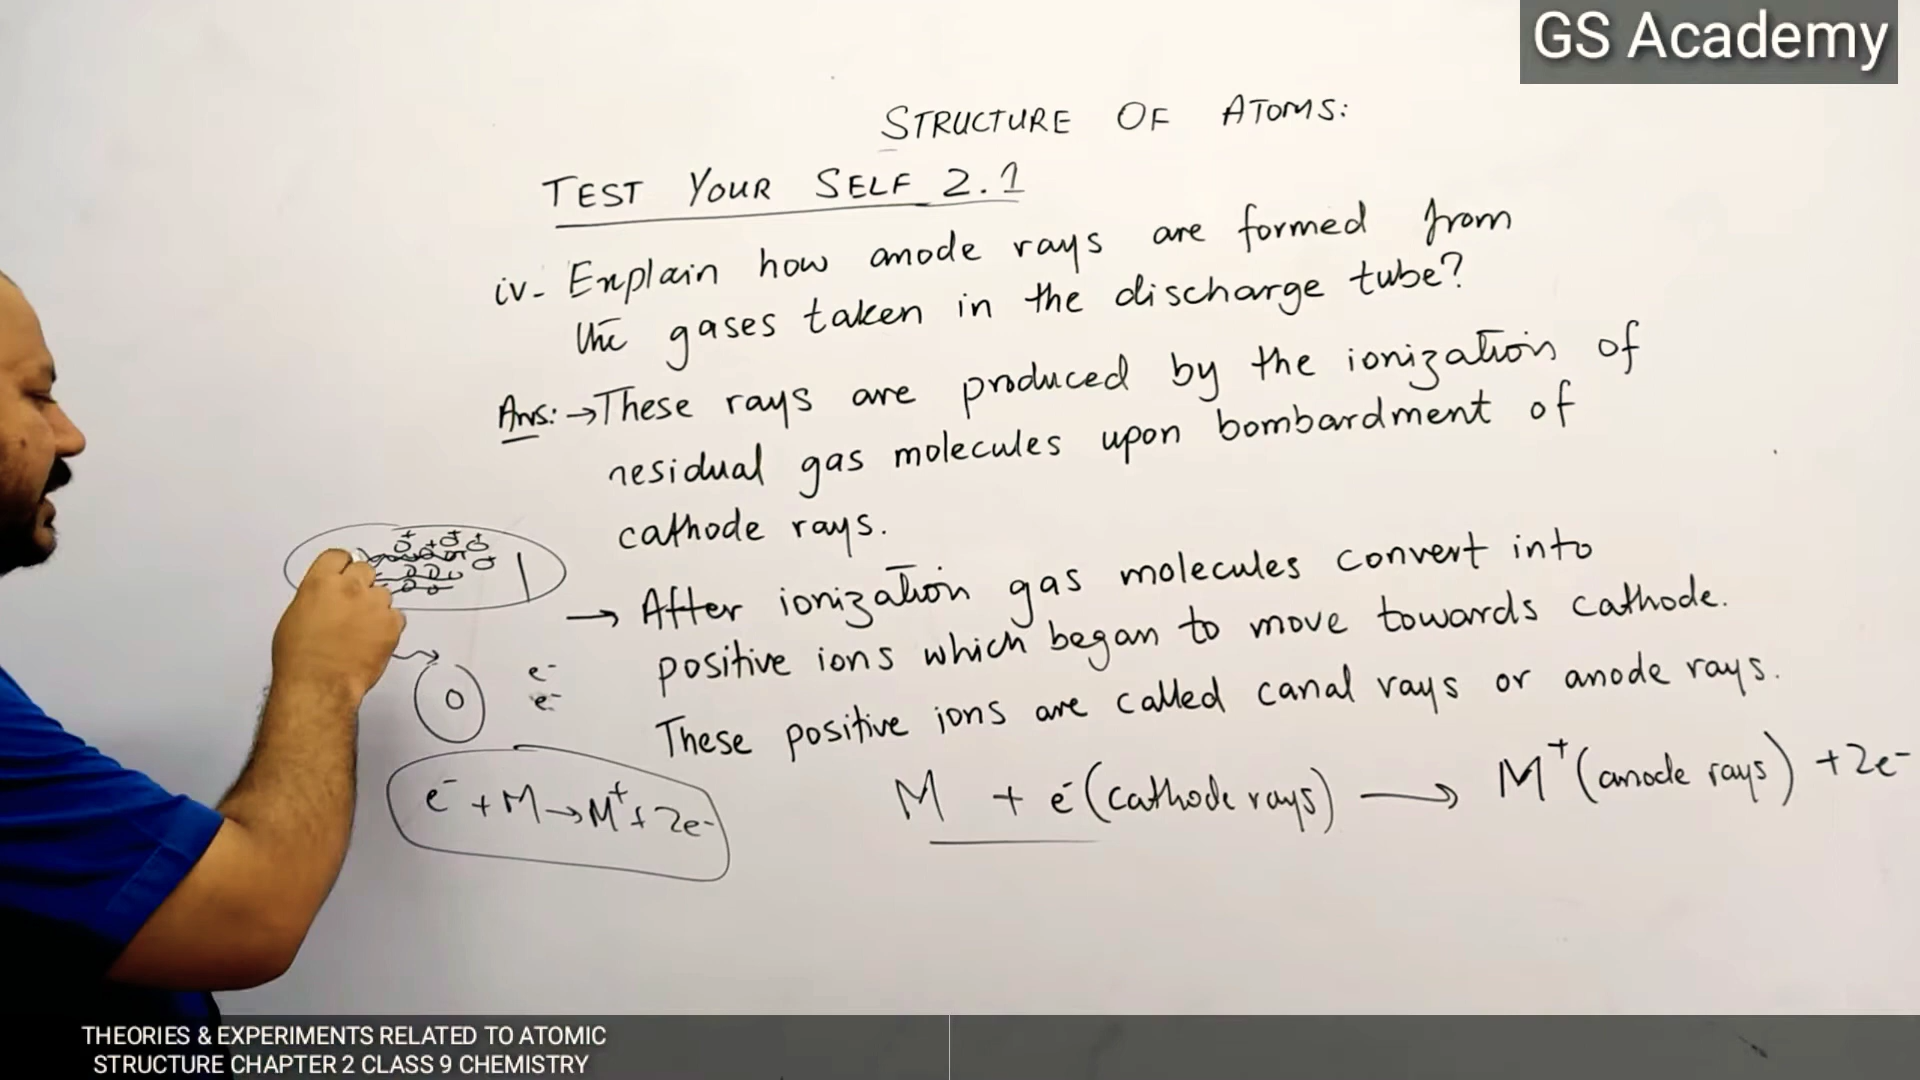 GS Academy
STRUCTURE OF ATOMS:
TEST YOUR SELF 2.1
iv- Explain how anode rays are formed from
the gases taken in the discharge tube?
Ans: → These rays are produced by the ionization of
residual gas molecules upon bombardment of
cathode rays.
→ After ionization gas molecules convert into
positive ions which began to move towards cathode.
These positive ions are called canal rays or anode rays.
M + e⁻ (cathode rays) → M⁺ (anode rays) + 2e⁻
e⁻
e⁻
e⁻ + M → M⁺ + 2e⁻
THEORIES & EXPERIMENTS RELATED TO ATOMIC
STRUCTURE CHAPTER 2 CLASS 9 CHEMISTRY